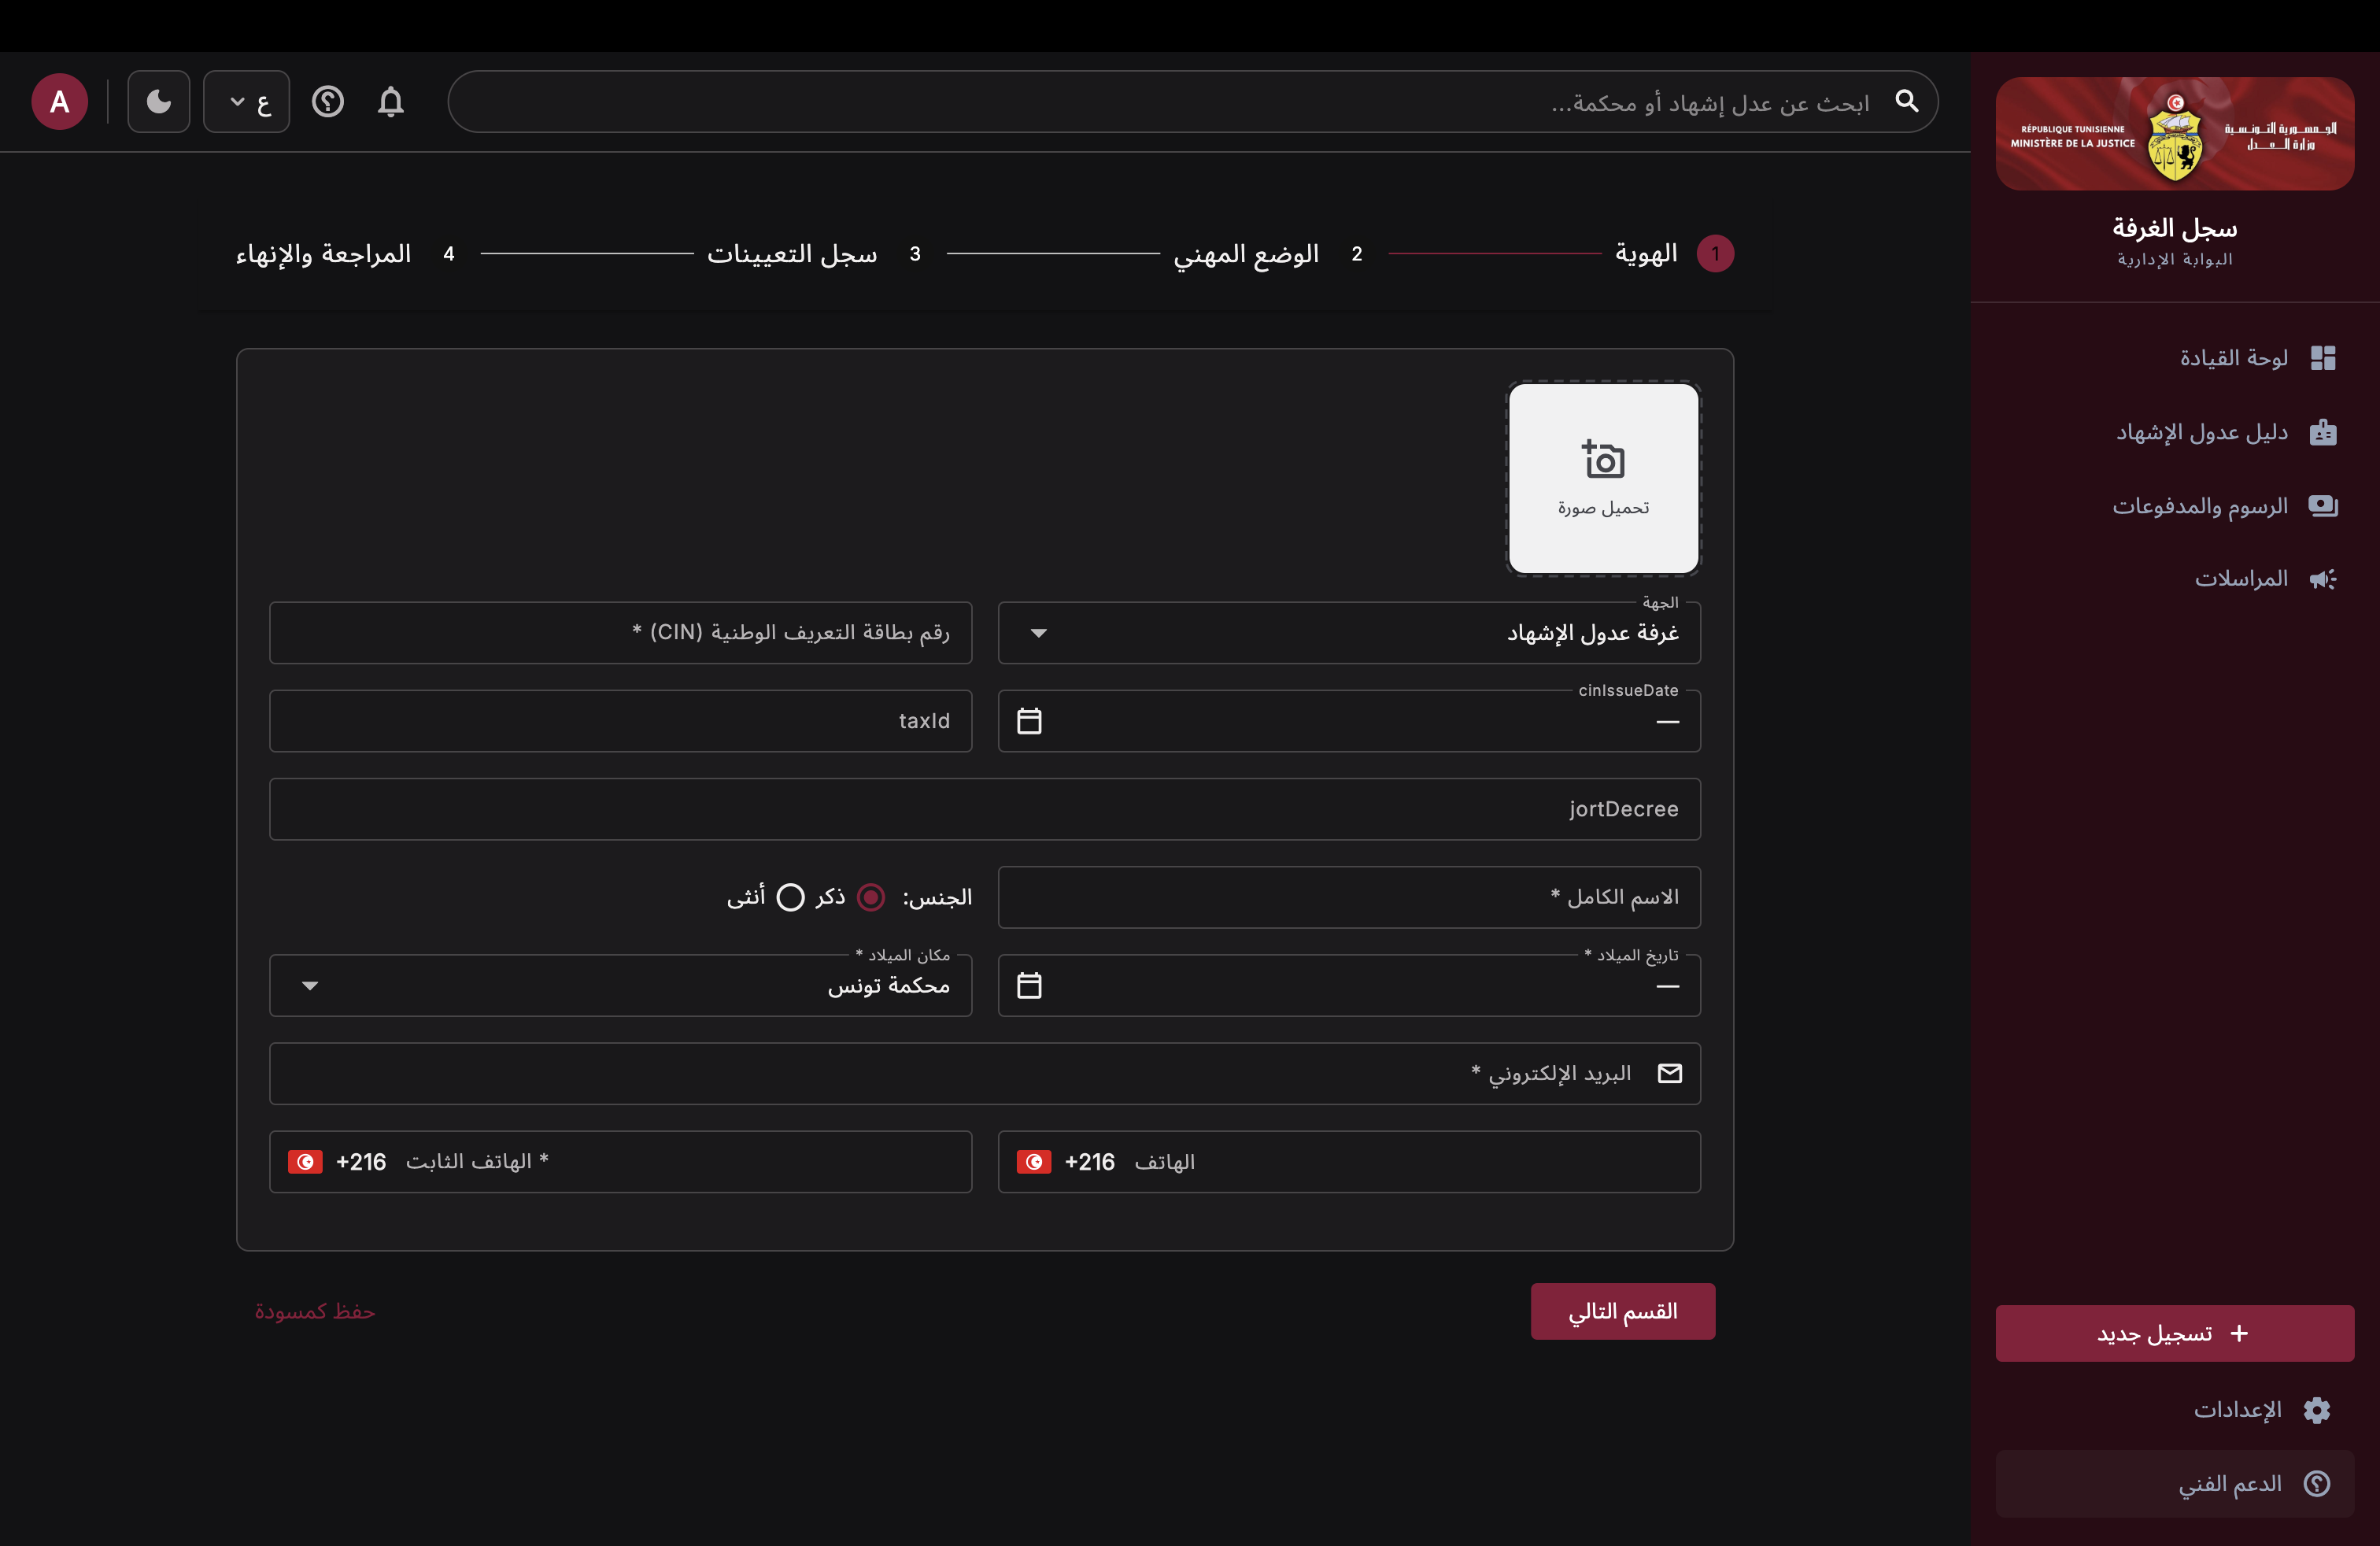 A
ع
ابحث عن عدل إشهاد أو محكمة...
RÉPUBLIQUE TUNISIENNE
MINISTÈRE DE LA JUSTICE
الجمهورية التونسية
وزارة العدل
سجل الغرفة
البوابة الإدارية
لوحة القيادة
دليل عدول الإشهاد
الرسوم والمدفوعات
المراسلات
تسجيل جديد
الإعدادات
الدعم الفني
1 الهوية
2 الوضع المهني
3 سجل التعيينات
4 المراجعة والإنهاء
تحميل صورة
الجهة
غرفة عدول الإشهاد
رقم بطاقة التعريف الوطنية (CIN) *
cinIssueDate
—
taxId
jortDecree
الاسم الكامل *
الجنس: ذكر أنثى
تاريخ الميلاد *
—
مكان الميلاد *
محكمة تونس
البريد الإلكتروني *
+216 الهاتف
+216 الهاتف الثابت *
القسم التالي
حفظ كمسودة